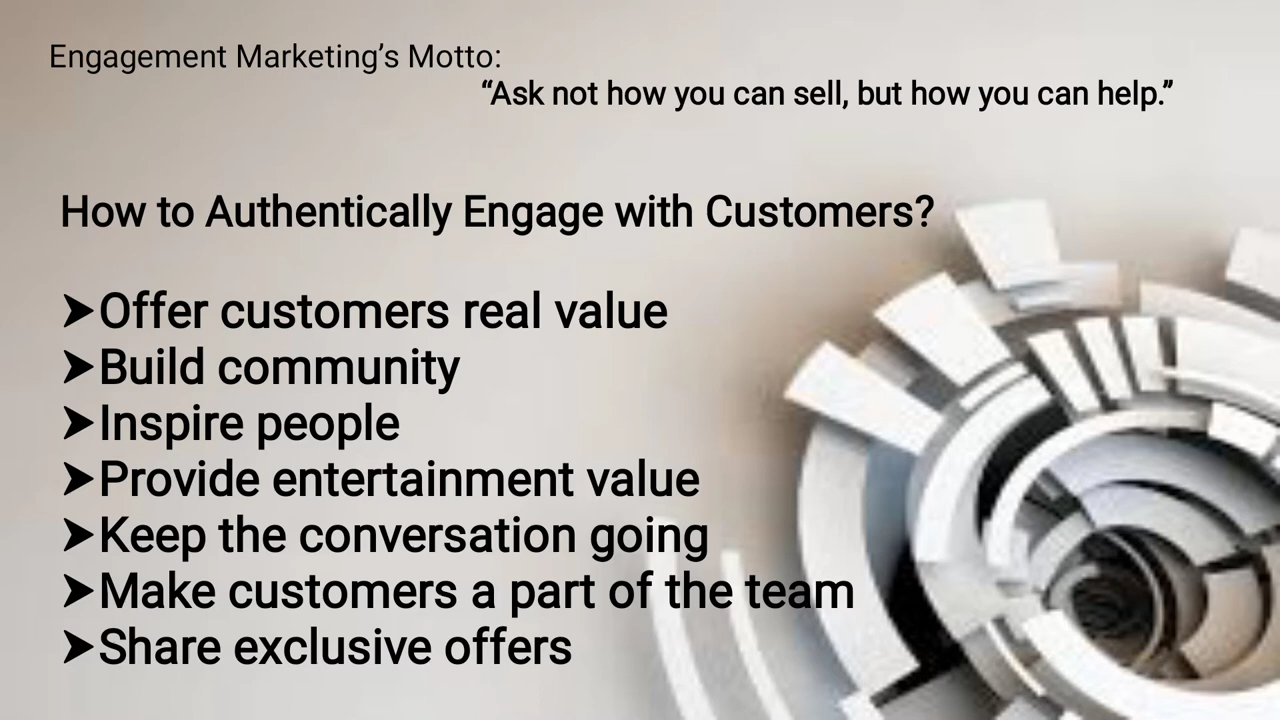 Engagement Marketing’s Motto:
“Ask not how you can sell, but how you can help.”
How to Authentically Engage with Customers?
➤Offer customers real value
➤Build community
➤Inspire people
➤Provide entertainment value
➤Keep the conversation going
➤Make customers a part of the team
➤Share exclusive offers